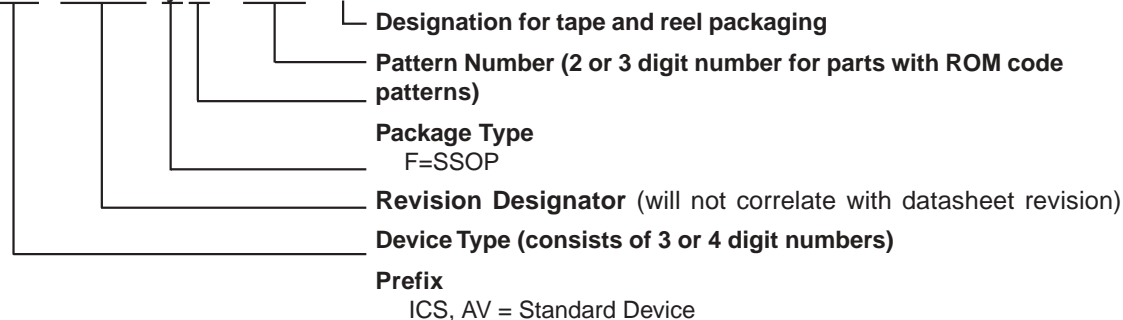 Designation for tape and reel packaging
Pattern Number (2 or 3 digit number for parts with ROM code
patterns)
Package Type
F=SSOP
Revision Designator (will not correlate with datasheet revision)
Device Type (consists of 3 or 4 digit numbers)
Prefix
ICS, AV = Standard Device